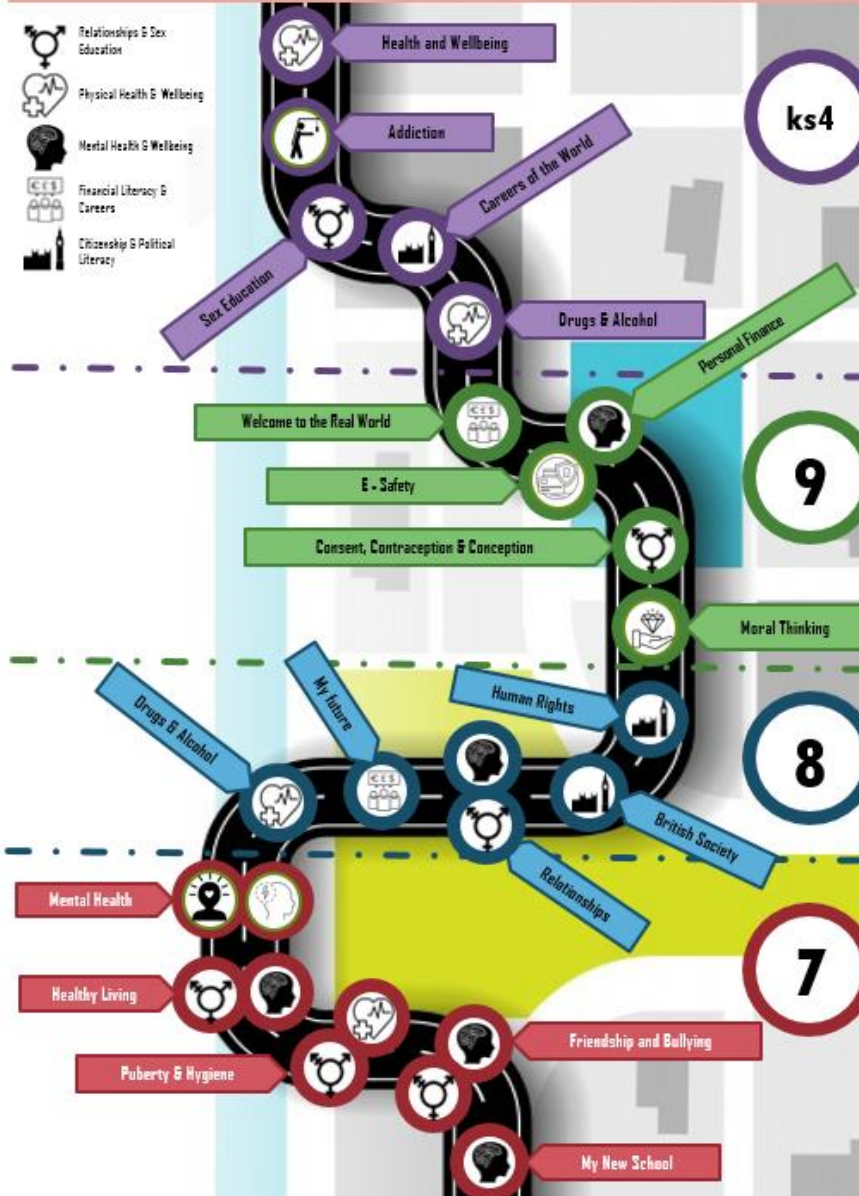 Relationships & Sex
Education
Physical Health & Wellbeing
Mental Health & Wellbeing
Financial Literacy &
Careers
Citizenship & Political
Literacy
Health and Wellbeing
ks4
Addiction
Careers of the World
Sex Education
Drugs & Alcohol
Personal Finance
Welcome to the Real World
9
E - Safety
Consent, Contraception & Conception
Moral Thinking
Human Rights
My future
Drugs & Alcohol
8
British Society
Relationships
Mental Health
7
Healthy Living
Friendship and Bullying
Puberty & Hygiene
My New School